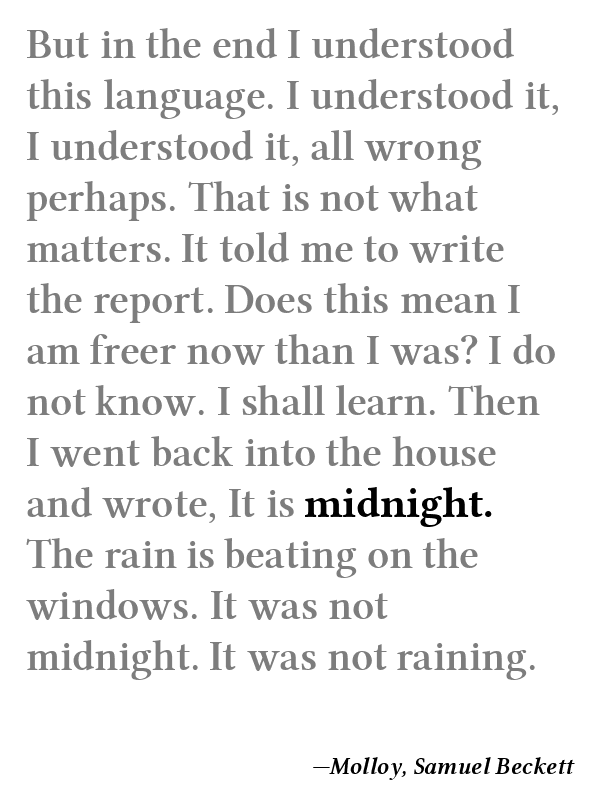 But in the end I understood
this language. I understood it,
I understood it, all wrong
perhaps. That is not what
matters. It told me to write
the report. Does this mean I
am freer now than I was? I do
not know. I shall learn. Then
I went back into the house
and wrote, It is midnight.
The rain is beating on the
windows. It was not
midnight. It was not raining.
—Molloy, Samuel Beckett